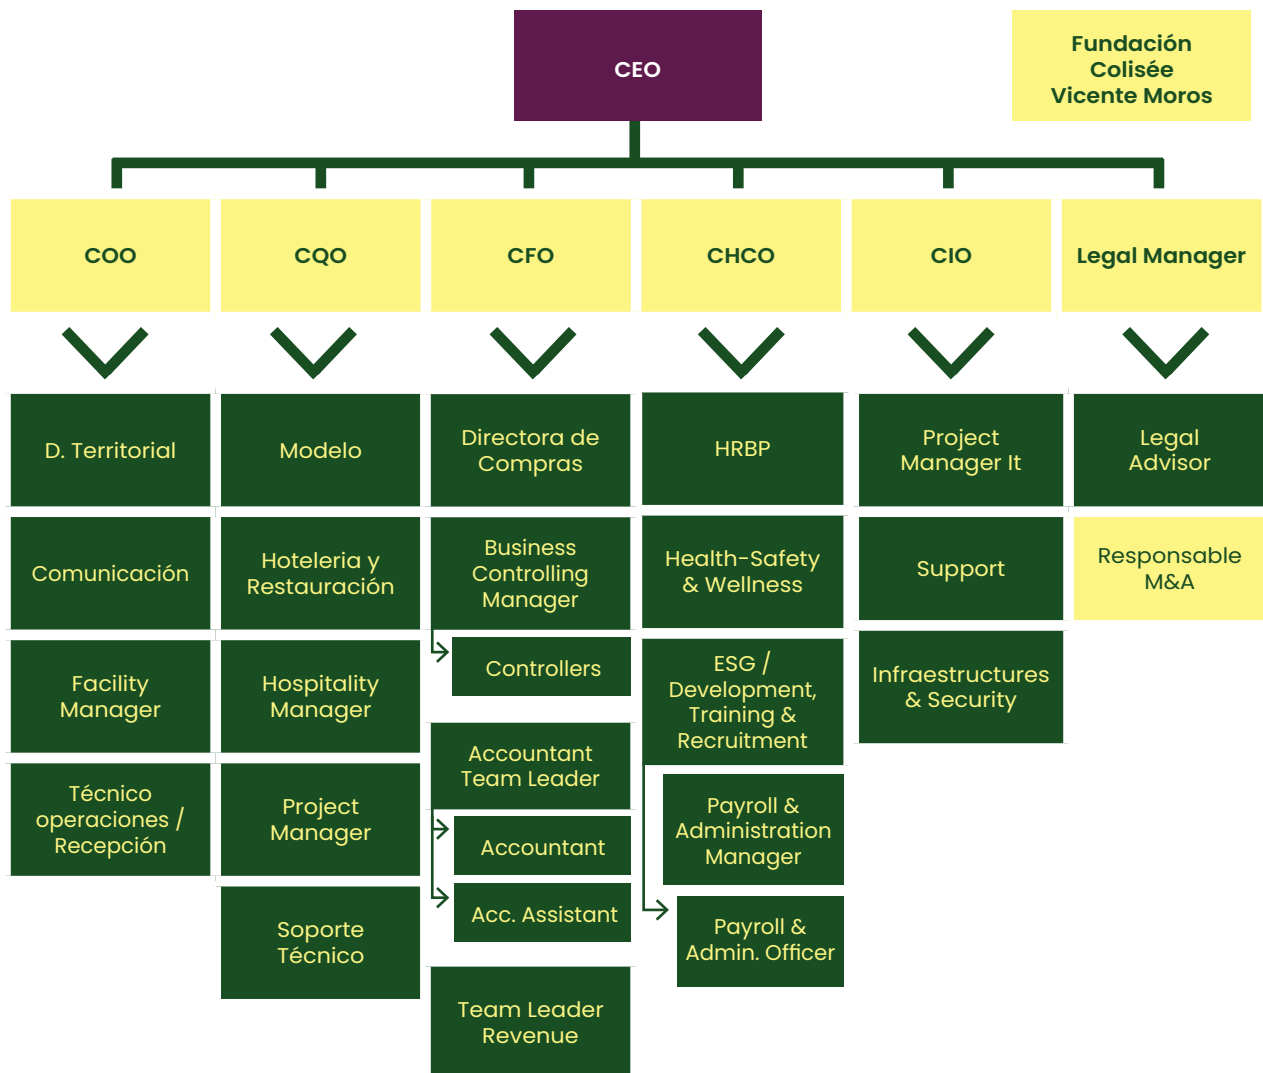 CEO
Fundación
Colisée
Vicente Moros
COO
CQO
CFO
CHCO
CIO
Legal Manager
D. Territorial
Comunicación
Facility
Manager
Técnico
operaciones /
Recepción
Modelo
Hoteleria y
Restauración
Hospitality
Manager
Project
Manager
Soporte
Técnico
Directora de
Compras
Business
Controlling
Manager
Controllers
Accountant
Team Leader
Accountant
Acc. Assistant
Team Leader
Revenue
HRBP
Health-Safety
& Wellness
ESG /
Development,
Training &
Recruitment
Payroll &
Administration
Manager
Payroll &
Admin. Officer
Project
Manager It
Support
Infraestructures
& Security
Legal
Advisor
Responsable
M&A